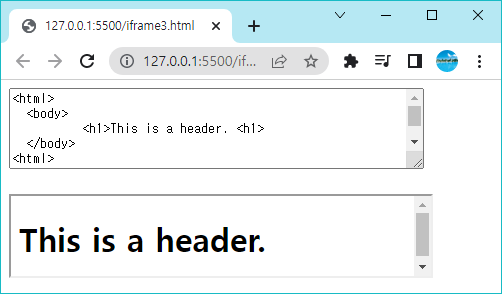 127.0.0.1:5500/iframe3.html
127.0.0.1:5500/if...
<html>
<body>
<h1>This is a header. <h1>
</body>
<html>
This is a header.